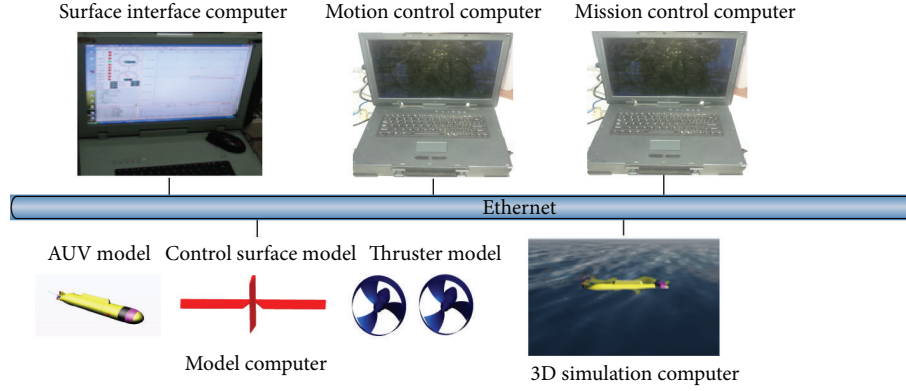 Surface interface computer
Motion control computer
Mission control computer
Ethernet
AUV model
Control surface model
Thruster model
Model computer
3D simulation computer